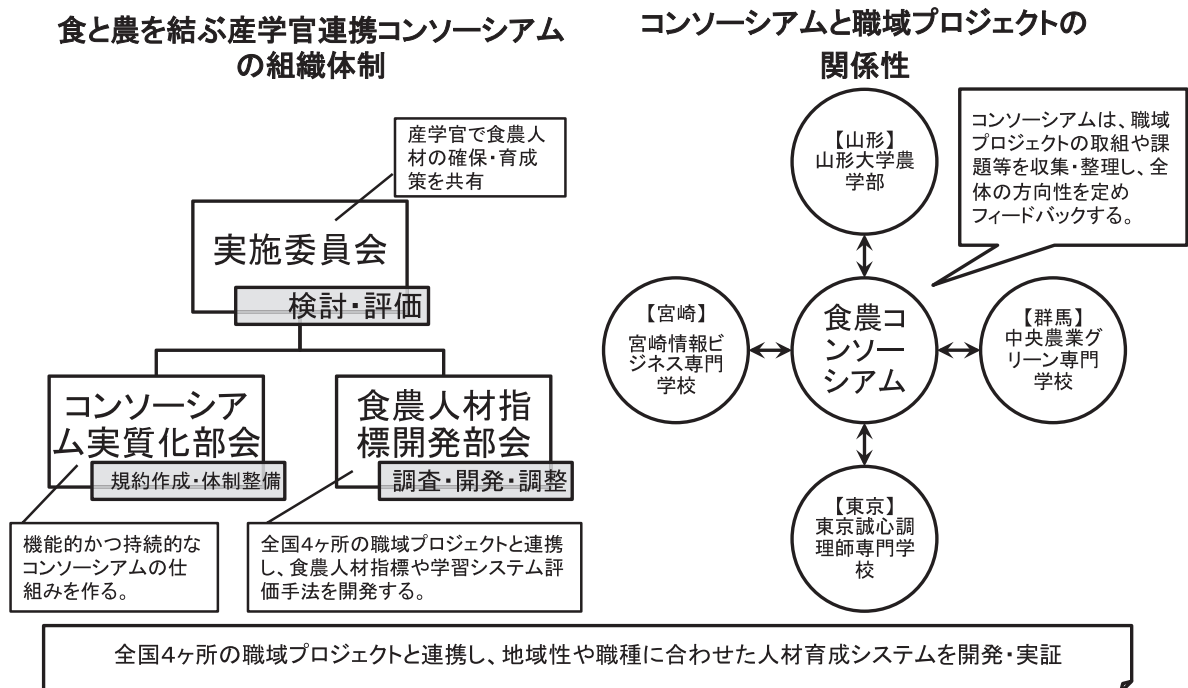 食と農を結ぶ産学官連携コンソーシアム
の組織体制
産学官で食農人
材の確保・育成
策を共有
実施委員会
検討・評価
コンソーシア
ム実質化部会
規約作成・体制整備
食農人材指
標開発部会
調査・開発・調整
機能的かつ持続的な
コンソーシアムの仕
組みを作る。
全国4ヶ所の職域プロジェクトと連携
し、食農人材指標や学習システム評
価手法を開発する。
コンソーシアムと職域プロジェクトの
関係性
コンソーシアムは、職域
プロジェクトの取組や課
題等を収集・整理し、全
体の方向性を定め
フィードバックする。
【山形】
山形大学農
学部
【宮崎】
宮崎情報ビ
ジネス専門
学校
食農コ
ンソー
シアム
【群馬】
中央農業グ
リーン専門
学校
【東京】
東京誠心調
理師専門学
校
全国4ヶ所の職域プロジェクトと連携し、地域性や職種に合わせた人材育成システムを開発・実証